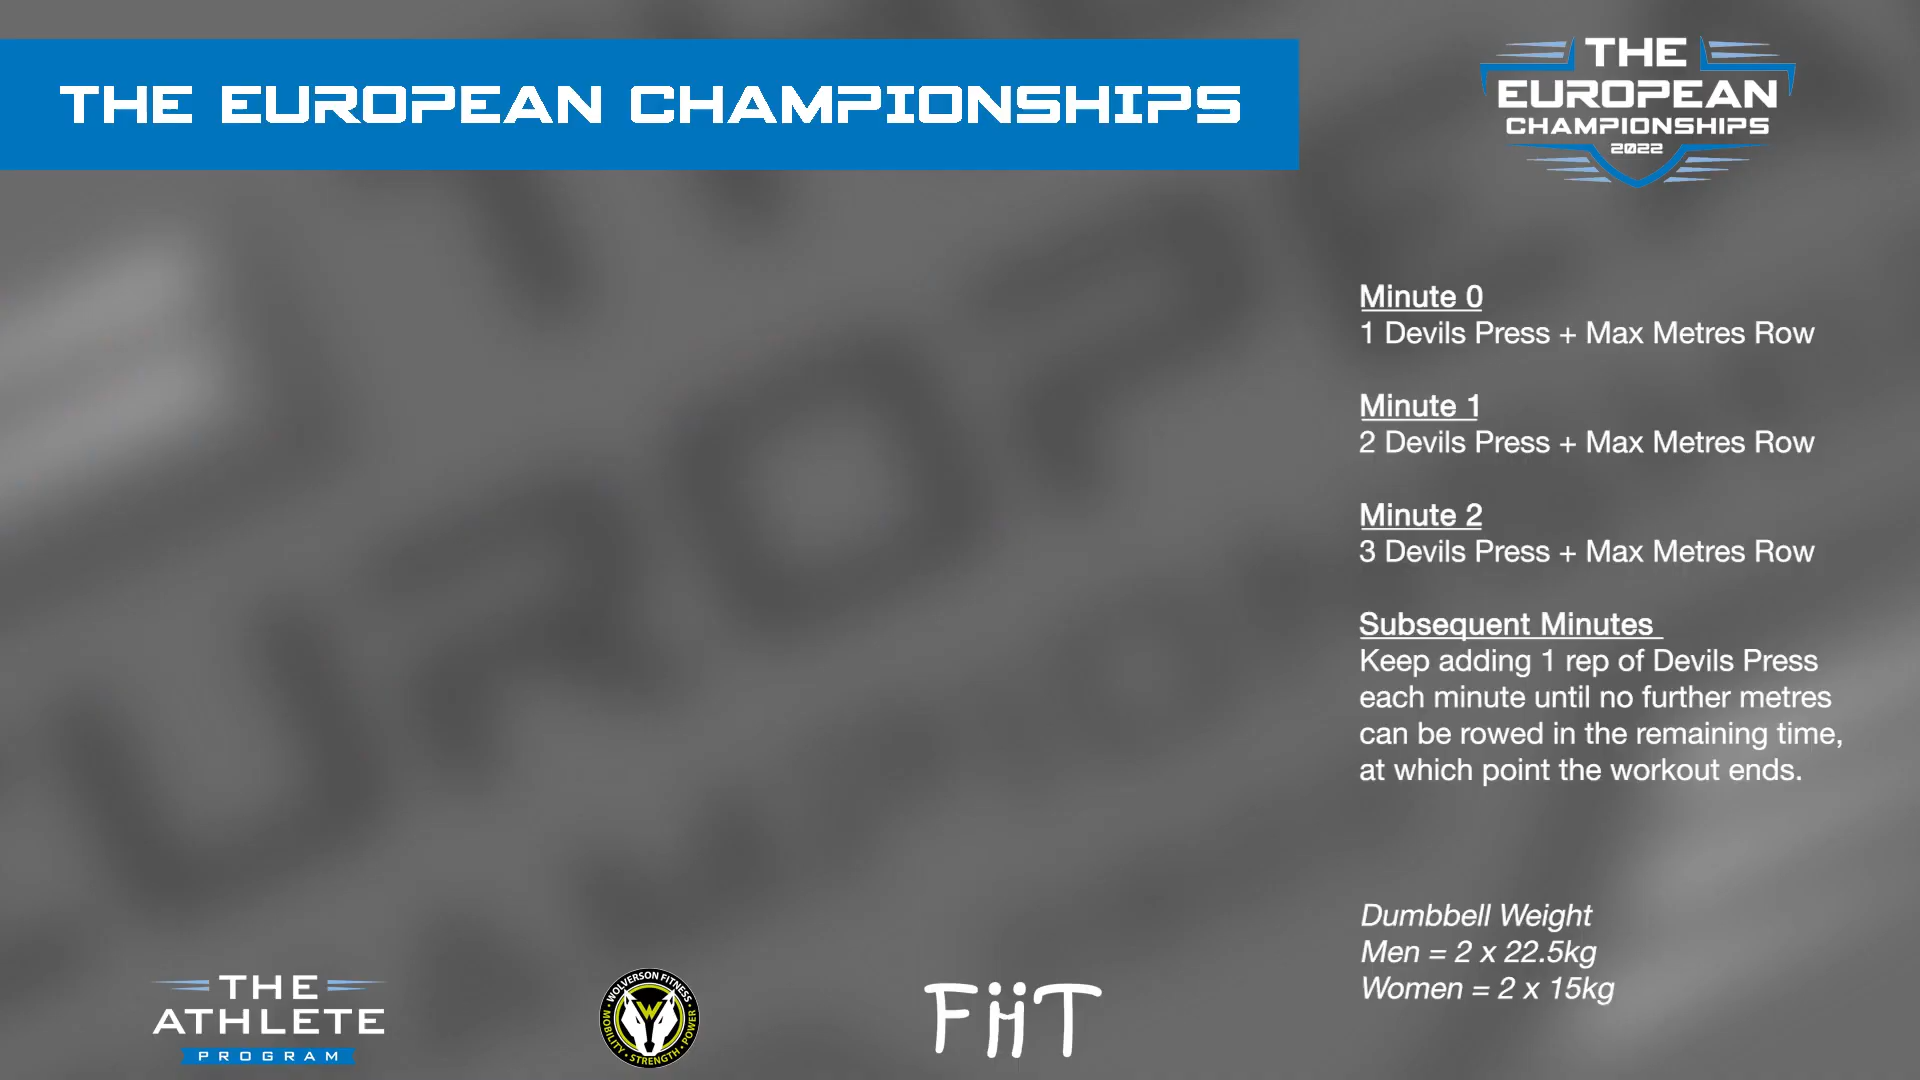 THE EUROPEAN CHAMPIONSHIPS
THE
EUROPEAN
CHAMPIONSHIPS
2022
Minute 0
1 Devils Press + Max Metres Row
Minute 1
2 Devils Press + Max Metres Row
Minute 2
3 Devils Press + Max Metres Row
Subsequent Minutes
Keep adding 1 rep of Devils Press
each minute until no further metres
can be rowed in the remaining time,
at which point the workout ends.
Dumbbell Weight
Men = 2 x 22.5kg
Women = 2 x 15kg
THE
ATHLETE
PROGRAM
WOLVERSON FITNESS
MOBILITY • STRENGTH • POWER
W
FiiT